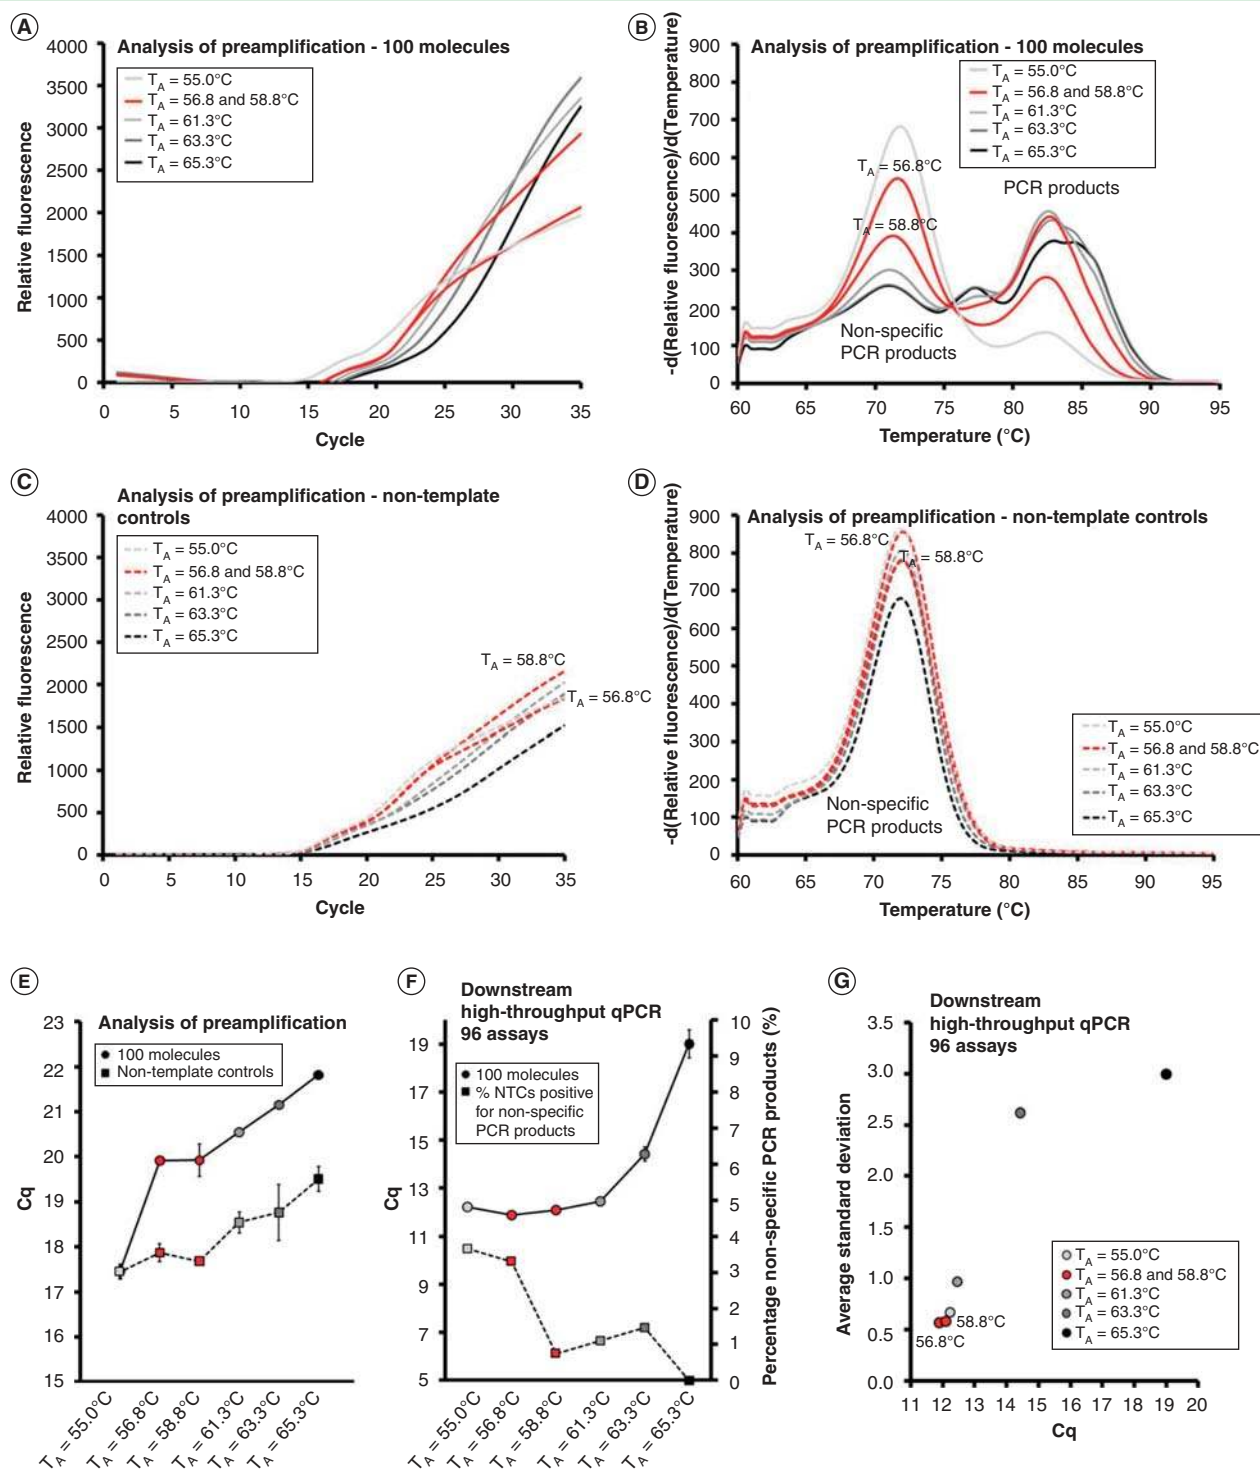 A
Analysis of preamplification - 100 molecules
4000
3500
3000
2500
2000
1500
1000
500
0
Relative fluorescence
TA = 55.0°C
TA = 56.8 and 58.8°C
TA = 61.3°C
TA = 63.3°C
TA = 65.3°C
0 5 10 15 20 25 30 35
Cycle
B
Analysis of preamplification - 100 molecules
900
800
700
600
500
400
300
200
100
0
-d(Relative fluorescence)/d(Temperature)
TA = 55.0°C
TA = 56.8 and 58.8°C
TA = 61.3°C
TA = 63.3°C
TA = 65.3°C
TA = 56.8°C
TA = 58.8°C
PCR products
Non-specific
PCR products
60 65 70 75 80 85 90 95
Temperature (°C)
C
Analysis of preamplification - non-template
controls
4000
3500
3000
2500
2000
1500
1000
500
0
Relative fluorescence
TA = 55.0°C
TA = 56.8 and 58.8°C
TA = 61.3°C
TA = 63.3°C
TA = 65.3°C
TA = 58.8°C
TA = 56.8°C
0 5 10 15 20 25 30 35
Cycle
D
Analysis of preamplification - non-template controls
900
800
700
600
500
400
300
200
100
0
-d(Relative fluorescence)/d(Temperature)
TA = 56.8°C
TA = 58.8°C
TA = 55.0°C
TA = 56.8 and 58.8°C
TA = 61.3°C
TA = 63.3°C
TA = 65.3°C
Non-specific
PCR products
60 65 70 75 80 85 90 95
Temperature (°C)
E
Analysis of preamplification
23
22
21
20
19
18
17
16
15
Cq
100 molecules
Non-template controls
TA = 55.0°C
TA = 56.8°C
TA = 58.8°C
TA = 61.3°C
TA = 63.3°C
TA = 65.3°C
F
Downstream
high-throughput qPCR
96 assays
19
17
15
13
11
9
7
5
Cq
100 molecules
% NTCs positive
for non-specific
PCR products
10
9
8
7
6
5
4
3
2
1
0
Percentage non-specific PCR products (%)
TA = 55.0°C
TA = 56.8°C
TA = 58.8°C
TA = 61.3°C
TA = 63.3°C
TA = 65.3°C
G
Downstream
high-throughput qPCR
96 assays
3.5
3.0
2.5
2.0
1.5
1.0
0.5
0.0
Average standard deviation
TA = 55.0°C
TA = 56.8 and 58.8°C
TA = 61.3°C
TA = 63.3°C
TA = 65.3°C
58.8°C
56.8°C
11 12 13 14 15 16 17 18 19 20
Cq